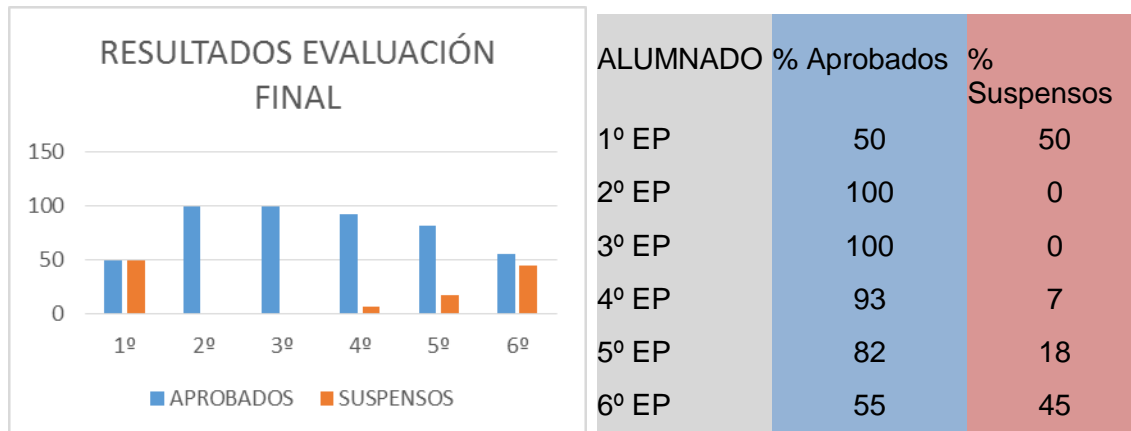 RESULTADOS EVALUACIÓN
FINAL
150
100
50
0
1º 2º 3º 4º 5º 6º
APROBADOS SUSPENSOS
ALUMNADO % Aprobados %
Suspensos
1º EP 50 50
2º EP 100 0
3º EP 100 0
4º EP 93 7
5º EP 82 18
6º EP 55 45